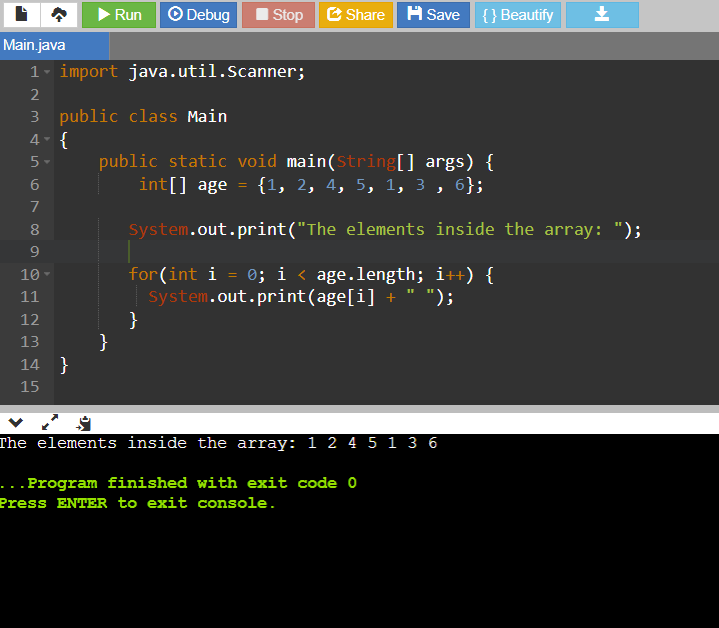 Run Debug Stop Share Save { } Beautify
Main.java
1 import java.util.Scanner;
2
3 public class Main
4 {
5     public static void main(String[] args) {
6         int[] age = {1, 2, 4, 5, 1, 3 , 6};
7
8        System.out.print("The elements inside the array: ");
9
10        for(int i = 0; i < age.length; i++) {
11          System.out.print(age[i] + " ");
12        }
13     }
14 }
15
The elements inside the array: 1 2 4 5 1 3 6
...Program finished with exit code 0
Press ENTER to exit console.